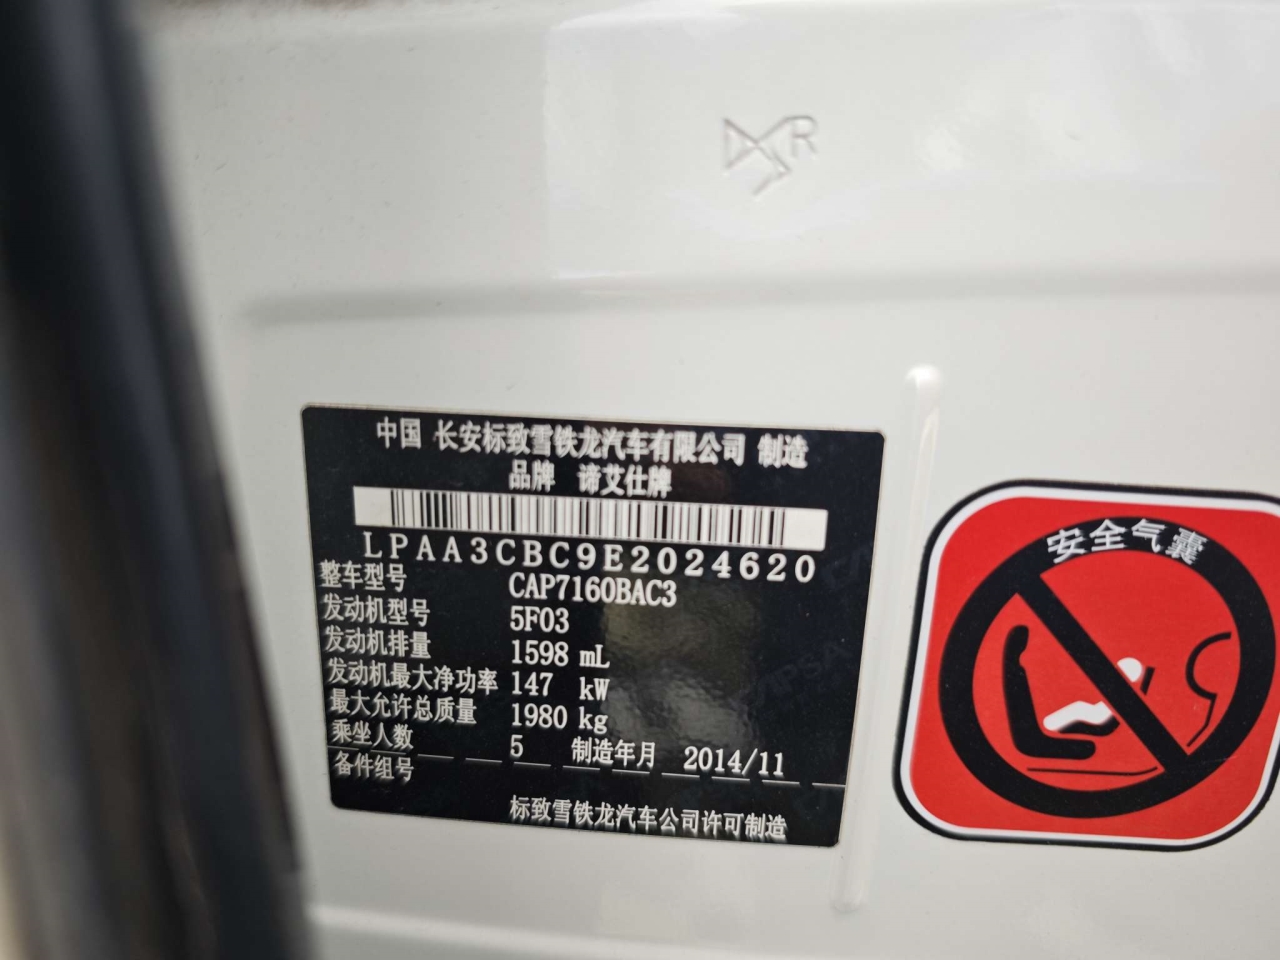 R
中国 长安标致雪铁龙汽车有限公司 制造
品牌 谛艾仕牌
LPAA3CBC9E2024620
整车型号 CAP7160BAC3
发动机型号 5F03
发动机排量 1598 mL
发动机最大净功率 147 kW
最大允许总质量 1980 kg
乘坐人数 5 制造年月 2014/11
备件组号
标致雪铁龙汽车公司许可制造
安全气囊